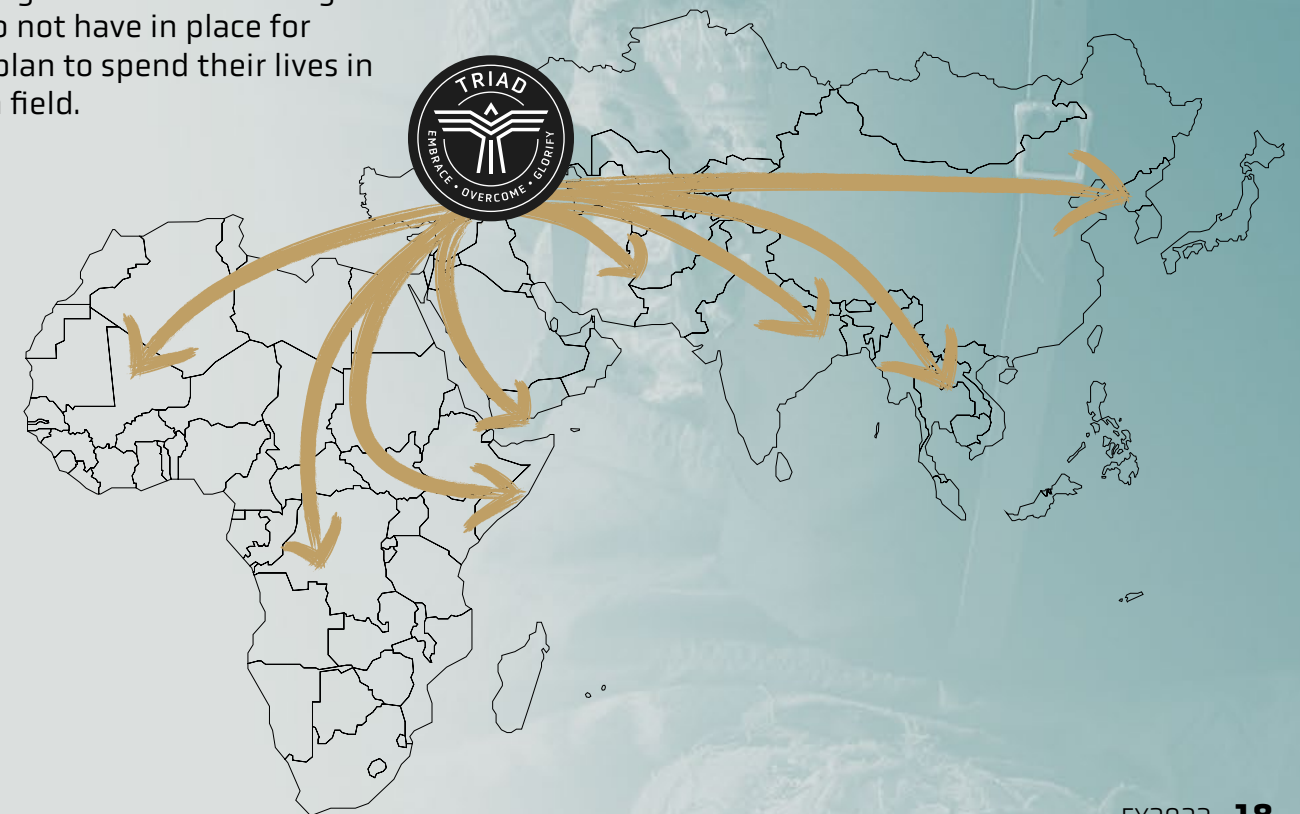 o not have in place for
plan to spend their lives in
field.
TRIAD
EMBRACE • OVERCOME • GLORIFY
18